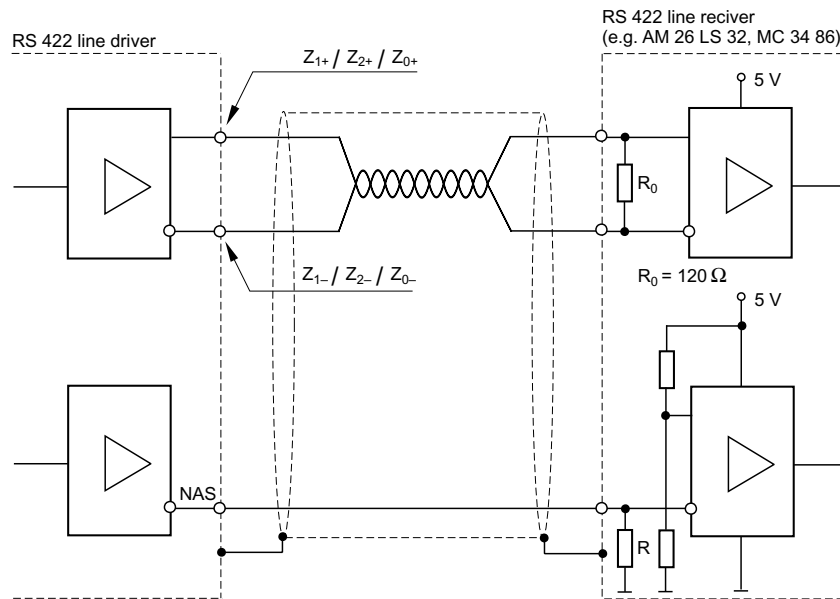 RS 422 line driver
RS 422 line reciver
(e.g. AM 26 LS 32, MC 34 86)
Z1+ / Z2+ / Z0+
5 V
R0
Z1– / Z2– / Z0–
R0 = 120 Ω
5 V
NAS
R